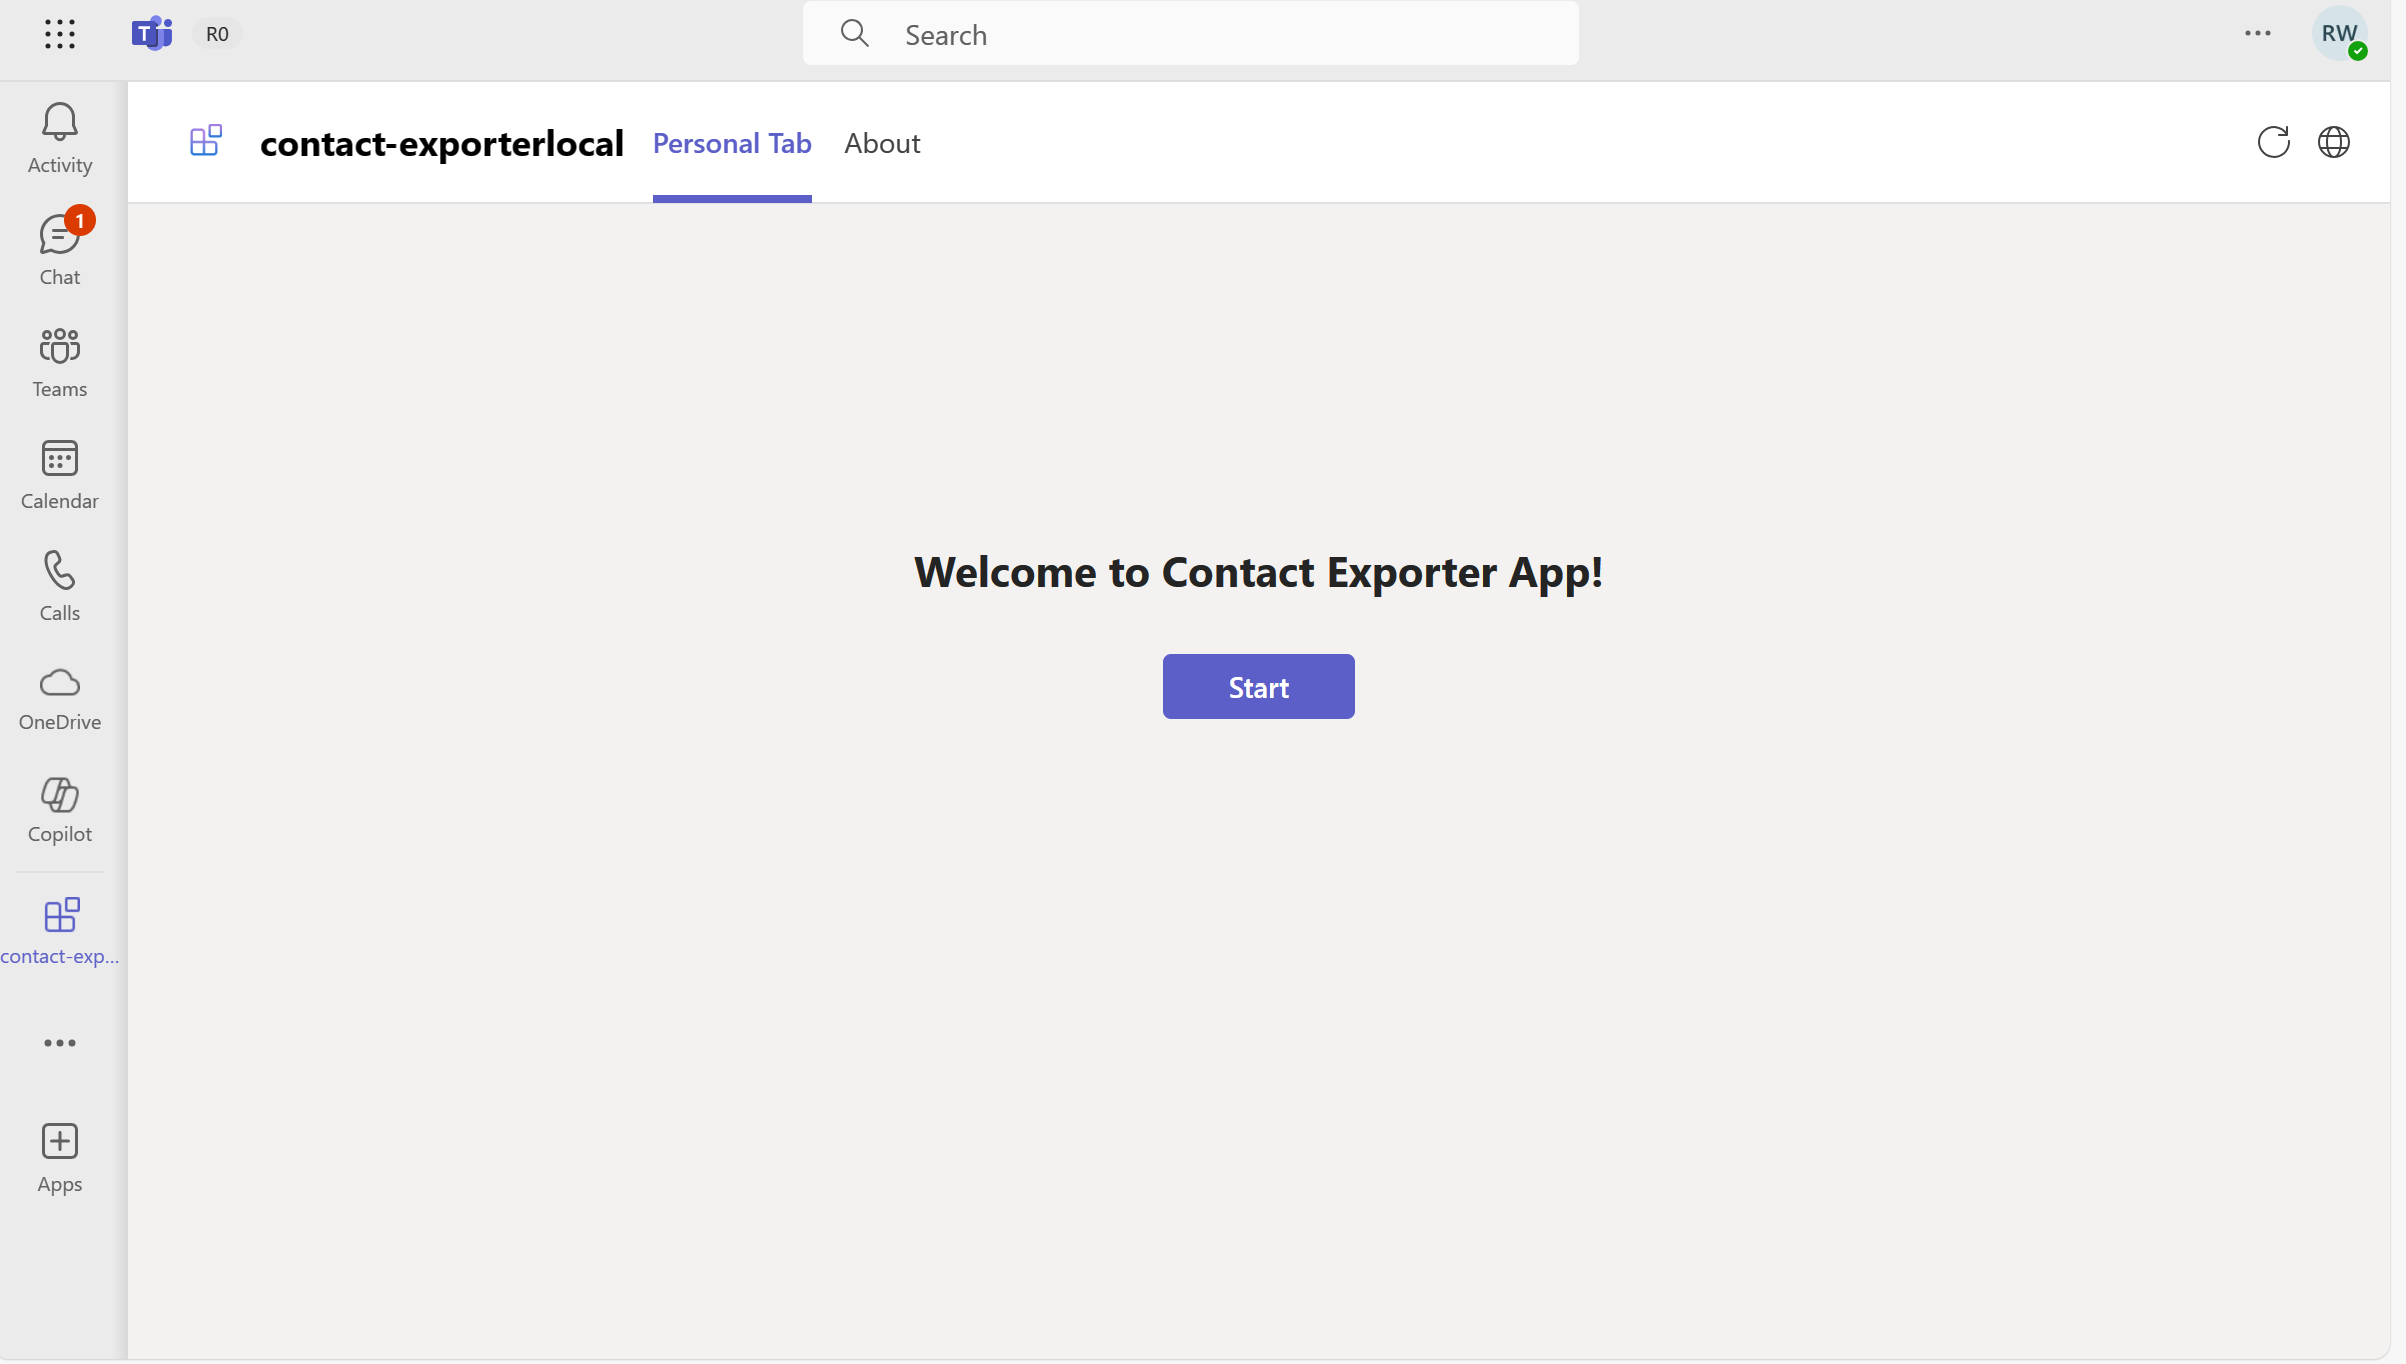 R0
Search
RW
Activity
1
Chat
Teams
Calendar
Calls
OneDrive
Copilot
contact-exp...
Apps
contact-exporterlocal
Personal Tab
About
Welcome to Contact Exporter App!
Start